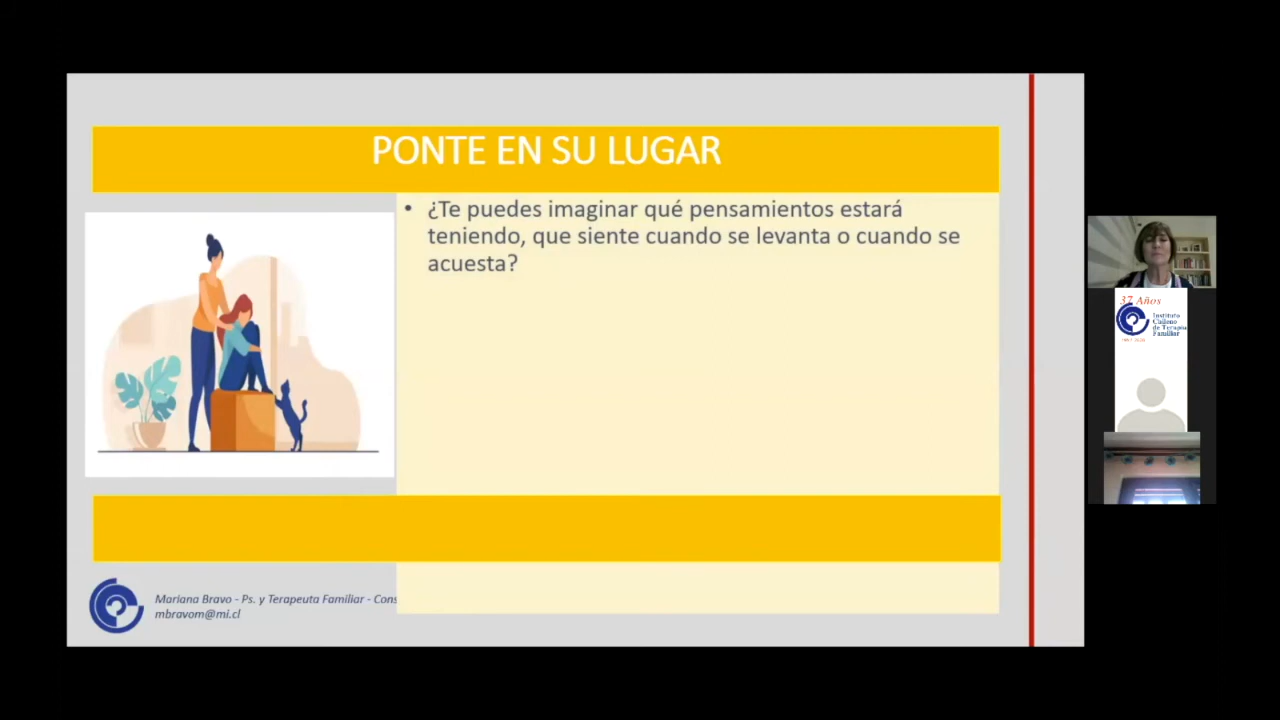 PONTE EN SU LUGAR
• ¿Te puedes imaginar qué pensamientos estará
teniendo, que siente cuando se levanta o cuando se
acuesta?
Mariana Bravo - Ps. y Terapeuta Familiar - Cons
mbravom@mi.cl
37 Años
Instituto
Chileno
de Terapia
Familiar